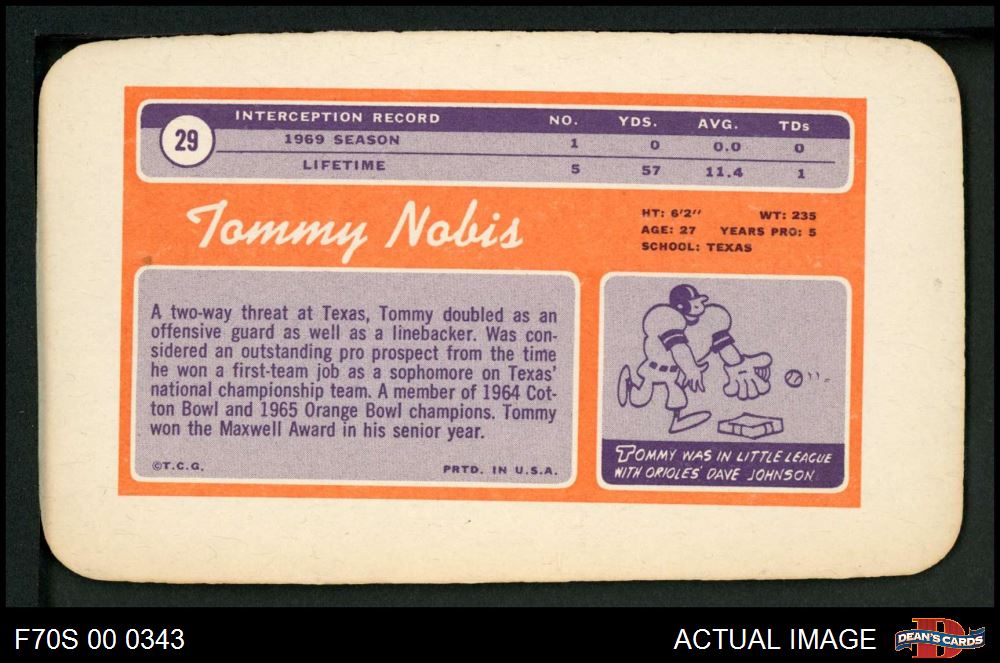 29
INTERCEPTION RECORD NO. YDS. AVG. TDs
1969 SEASON 1 0 0.0 0
LIFETIME 5 57 11.4 1
Tommy Nobis
HT: 6'2" WT: 235
AGE: 27 YEARS PRO: 5
SCHOOL: TEXAS
A two-way threat at Texas, Tommy doubled as an
offensive guard as well as a linebacker. Was con-
sidered an outstanding pro prospect from the time
he won a first-team job as a sophomore on Texas'
national championship team. A member of 1964 Cot-
ton Bowl and 1965 Orange Bowl champions. Tommy
won the Maxwell Award in his senior year.
©T.C.G. PRTD. IN U.S.A.
TOMMY WAS IN LITTLE LEAGUE
WITH ORIOLES' DAVE JOHNSON
F70S 00 0343
ACTUAL IMAGE
DEAN'S CARDS